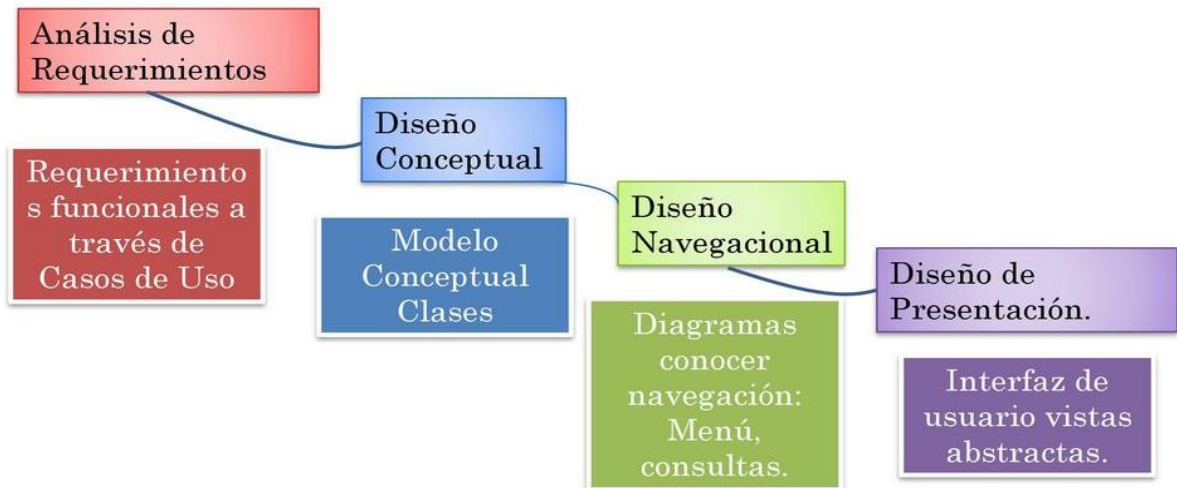 Análisis de
Requerimientos
Requerimiento
s funcionales a
través de
Casos de Uso
Diseño
Conceptual
Modelo
Conceptual
Clases
Diseño
Navegacional
Diagramas
conocer
navegación:
Menú,
consultas.
Diseño de
Presentación.
Interfaz de
usuario vistas
abstractas.